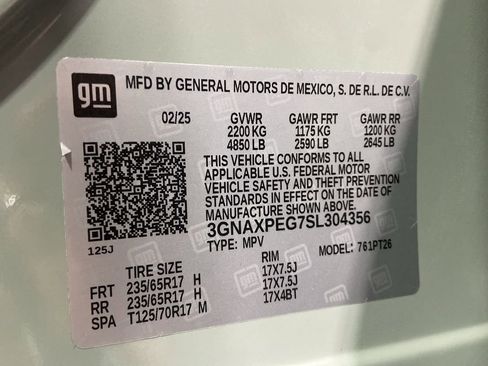 gm MFD BY GENERAL MOTORS DE MEXICO, S. DE R.L. DE C.V.
02/25 GVWR GAWR FRT GAWR RR
2200 KG 1175 KG 1200 KG
4850 LB 2590 LB 2645 LB
THIS VEHICLE CONFORMS TO ALL
APPLICABLE U.S. FEDERAL MOTOR
VEHICLE SAFETY AND THEFT PREVENTION
STANDARDS IN EFFECT ON THE DATE OF
MANUFACTURE SHOWN ABOVE.
3GNAXPEG7SL304356
125J TYPE: MPV MODEL: 761PT26
TIRE SIZE RIM
FRT 235/65R17 H 17X7.5J
RR 235/65R17 H 17X7.5J
SPA T125/70R17 M 17X4BT